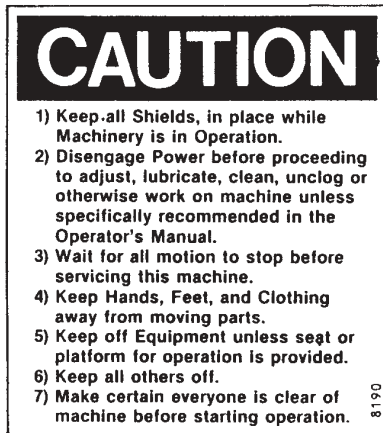 CAUTION
1) Keep all Shields, in place while
Machinery is in Operation.
2) Disengage Power before proceeding
to adjust, lubricate, clean, unclog or
otherwise work on machine unless
specifically recommended in the
Operator's Manual.
3) Wait for all motion to stop before
servicing this machine.
4) Keep Hands, Feet, and Clothing
away from moving parts.
5) Keep off Equipment unless seat or
platform for operation is provided.
6) Keep all others off.
7) Make certain everyone is clear of
machine before starting operation.
8190